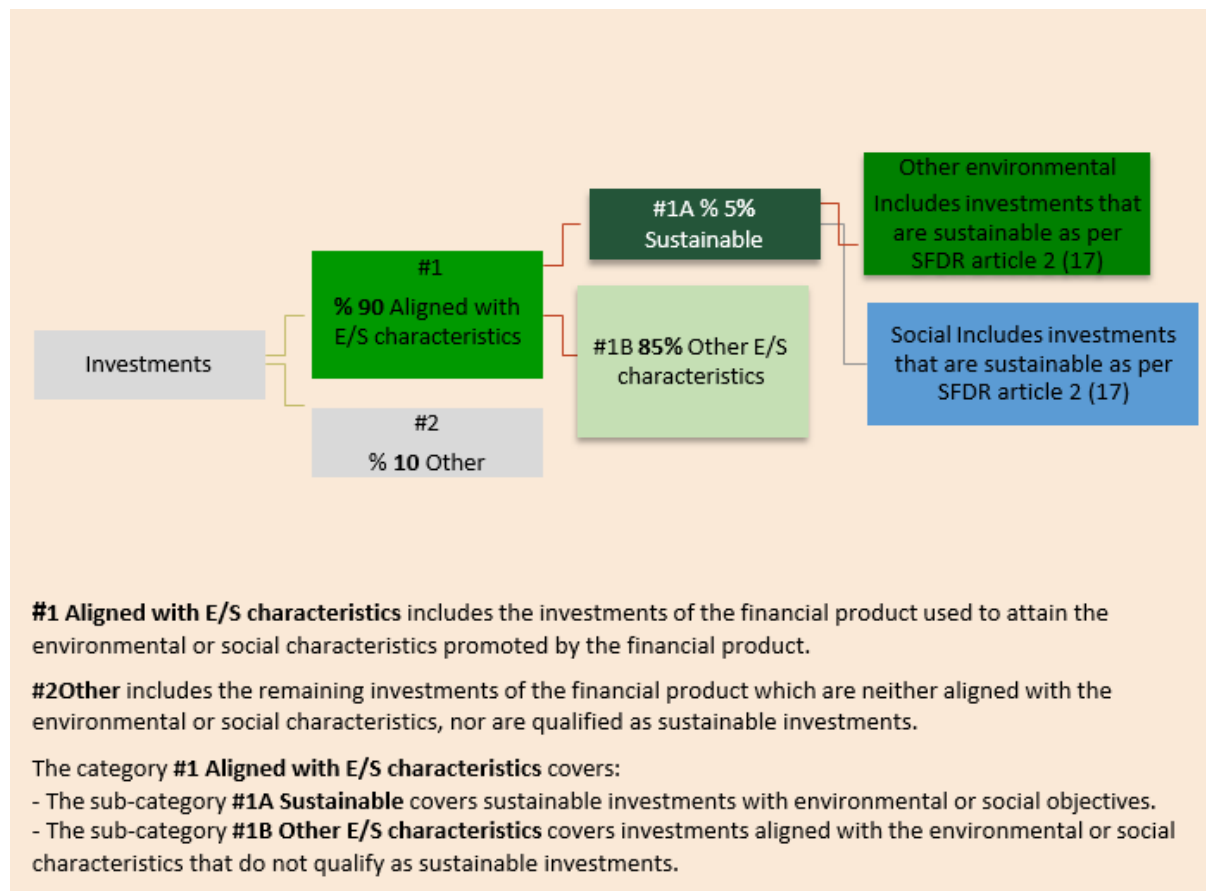 Investments
#1
% 90 Aligned with
E/S characteristics
#2
% 10 Other
#1A % 5%
Sustainable
#1B 85% Other E/S
characteristics
Other environmental
Includes investments that
are sustainable as per
SFDR article 2 (17)
Social Includes investments
that are sustainable as per
SFDR article 2 (17)
#1 Aligned with E/S characteristics includes the investments of the financial product used to attain the
environmental or social characteristics promoted by the financial product.
#2Other includes the remaining investments of the financial product which are neither aligned with the
environmental or social characteristics, nor are qualified as sustainable investments.
The category #1 Aligned with E/S characteristics covers:
- The sub-category #1A Sustainable covers sustainable investments with environmental or social objectives.
- The sub-category #1B Other E/S characteristics covers investments aligned with the environmental or social
characteristics that do not qualify as sustainable investments.